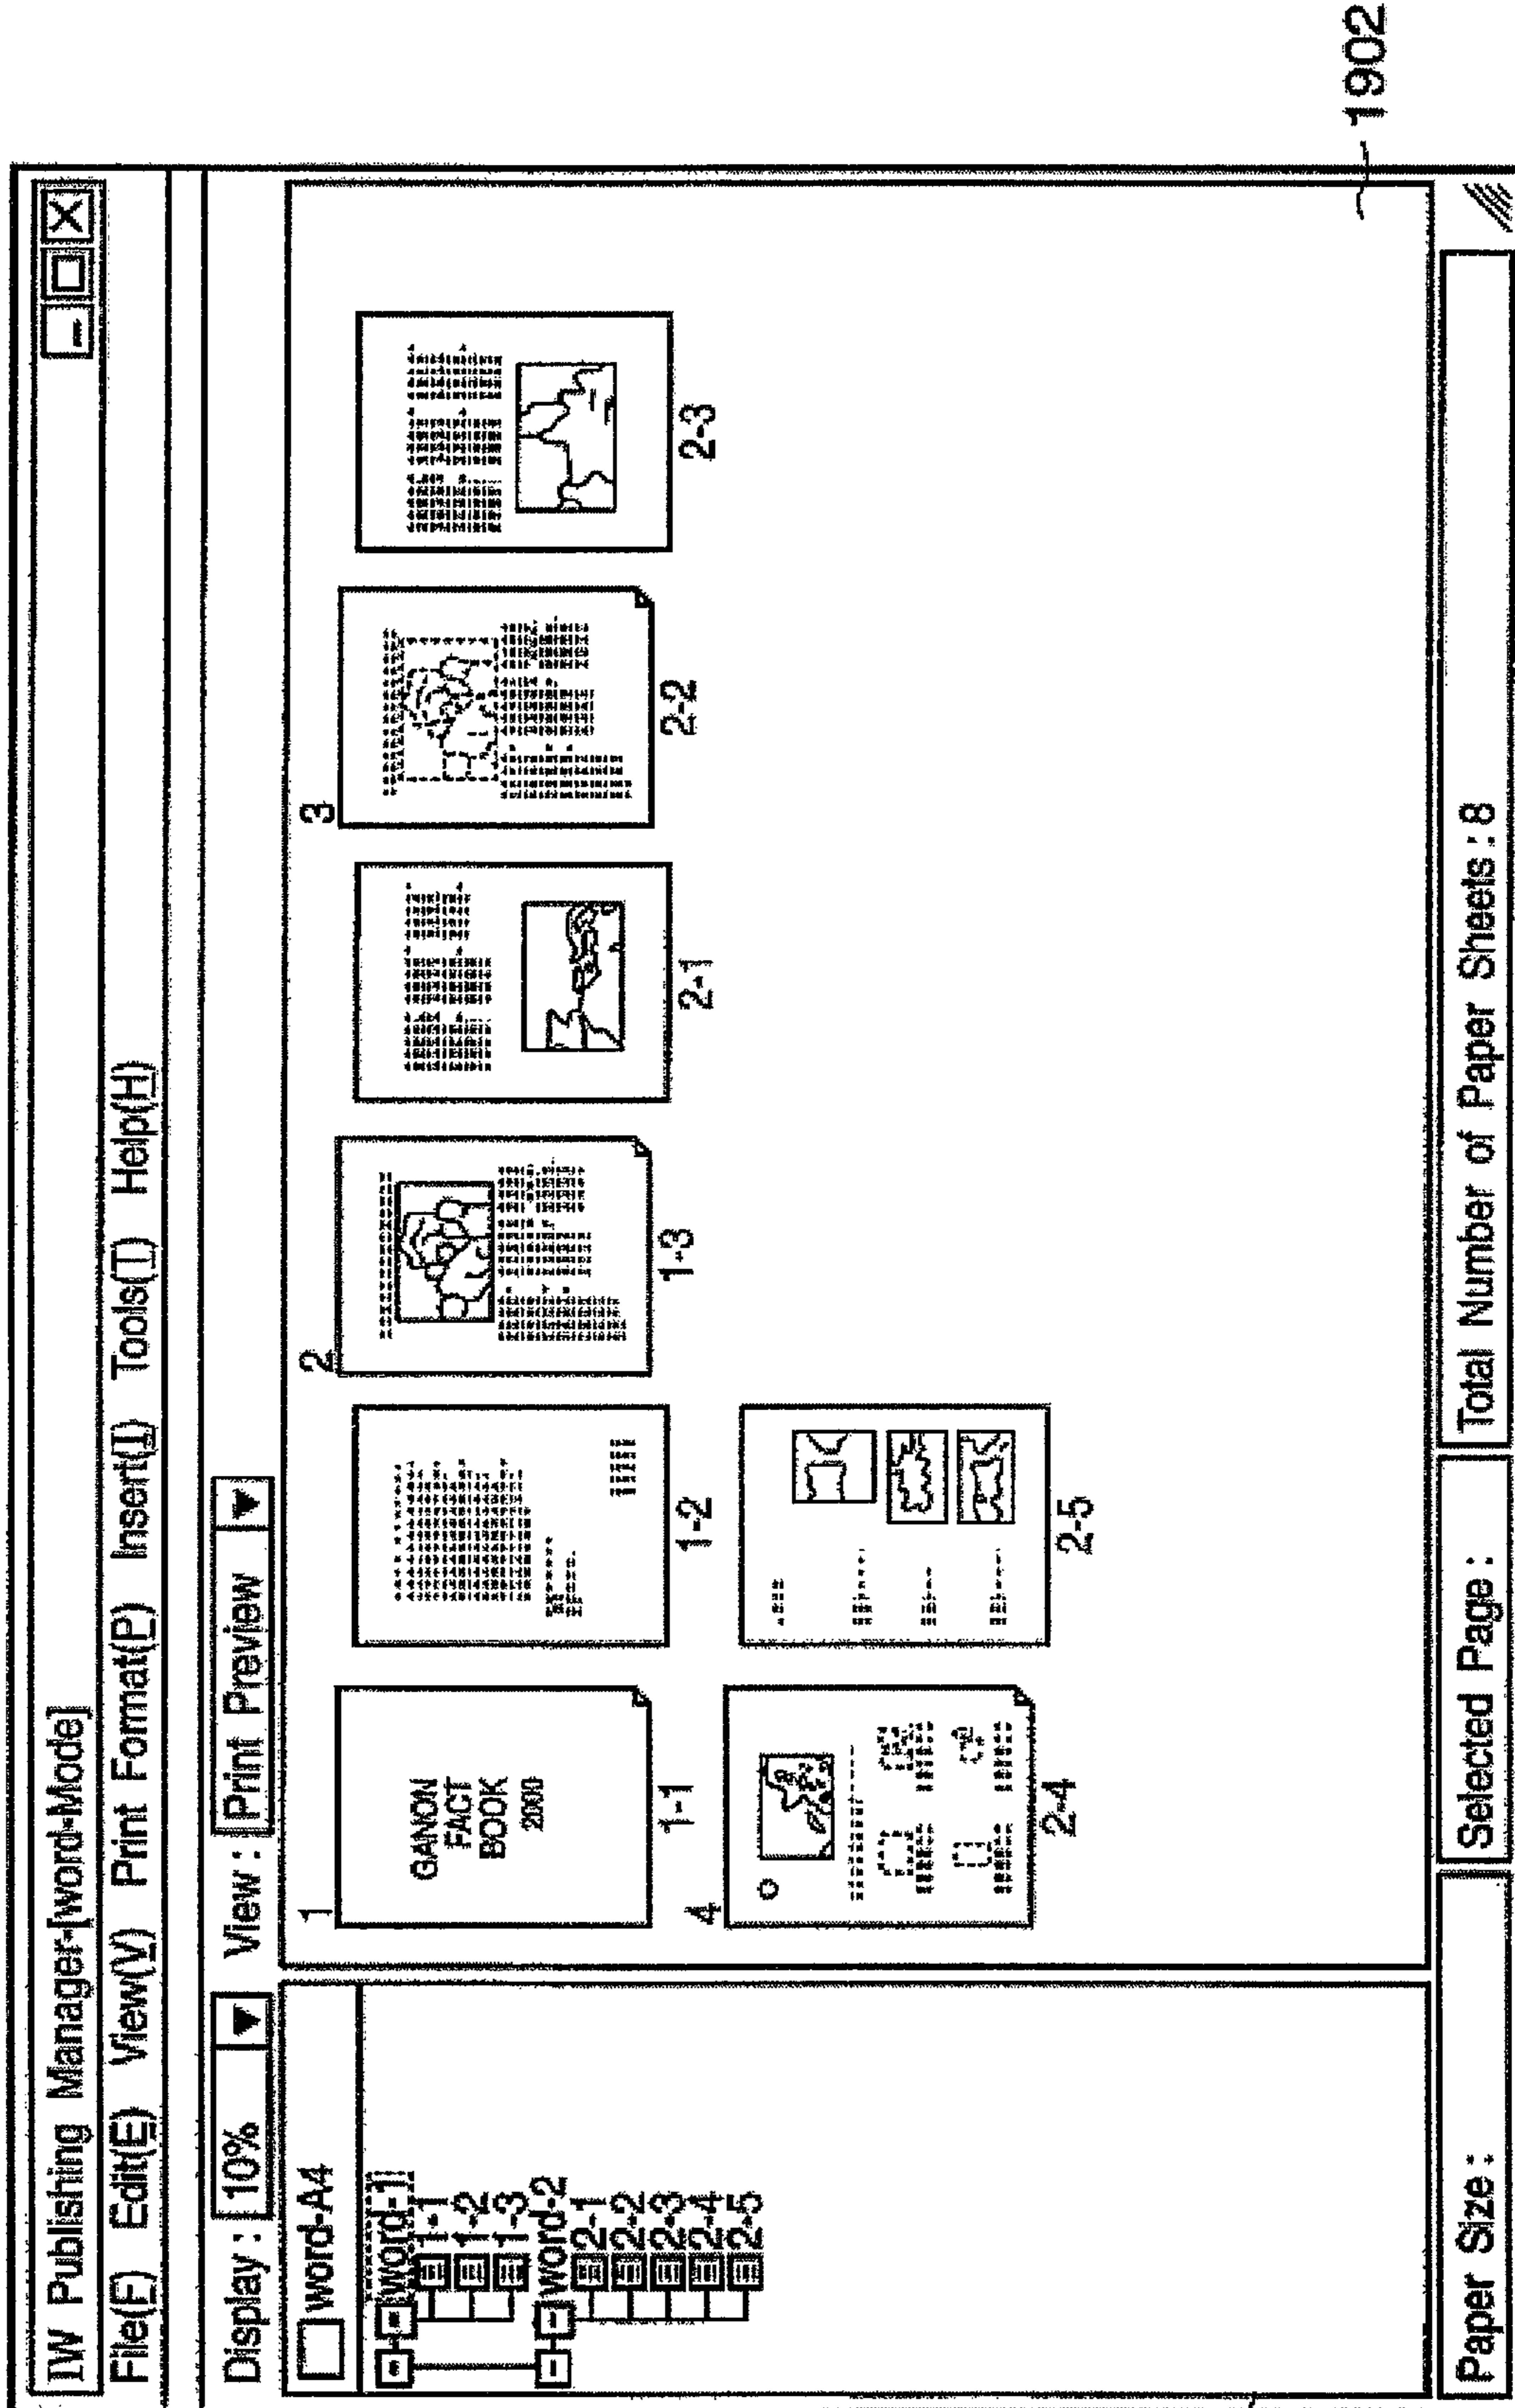 IW Publishing Manager-[word-Mode]
File(F) Edit(E) View(V) Print Format(P) Insert(I) Tools(T) Help(H)
Display : 10% View : Print Preview
word-A4
word-1
1-1
1-2
1-3
word-2
2-1
2-2
2-3
2-4
2-5
1
GANON
FACT
BOOK
2000
1-1
1-2
2
1-3
2-1
3
2-2
2-3
4
2-4
2-5
1902
Paper Size :
Selected Page :
Total Number of Paper Sheets : 8